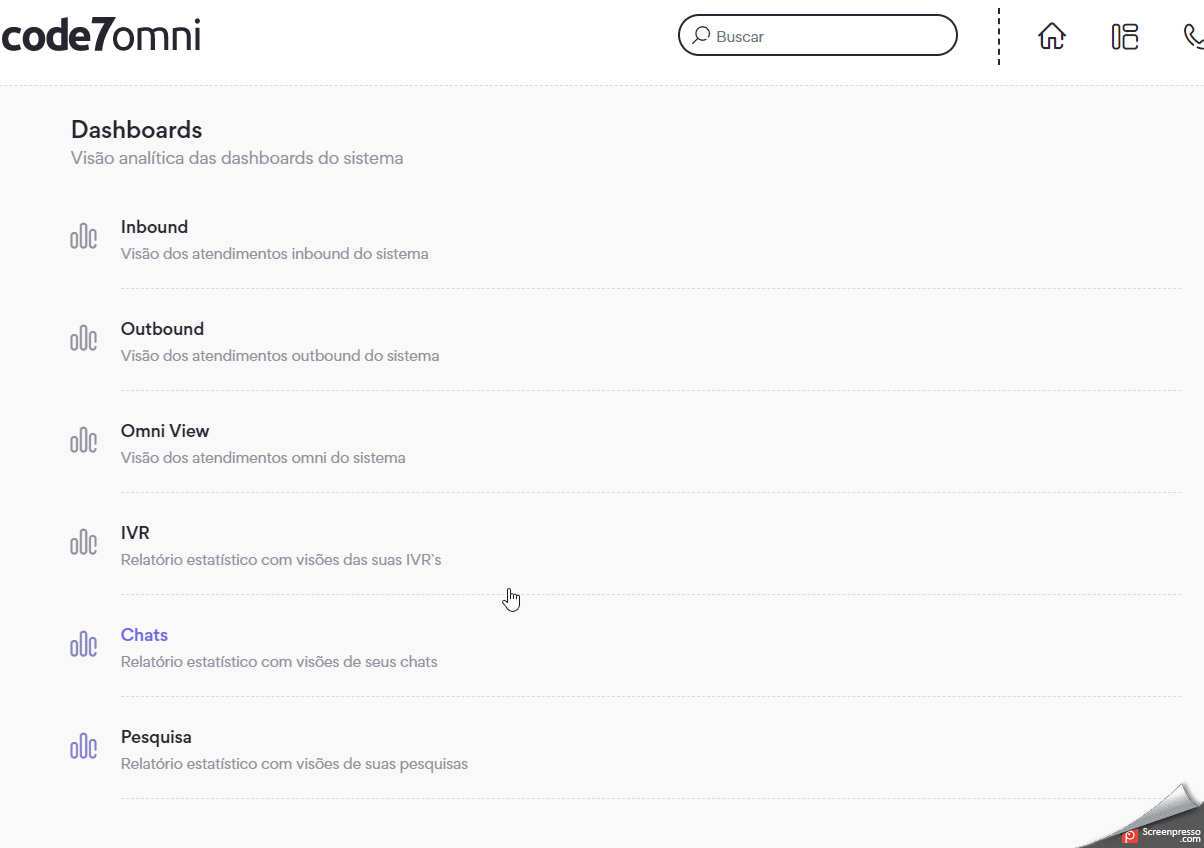 code7omni
Buscar
Dashboards
Visão analítica das dashboards do sistema
Inbound
Visão dos atendimentos inbound do sistema
Outbound
Visão dos atendimentos outbound do sistema
Omni View
Visão dos atendimentos omni do sistema
IVR
Relatório estatístico com visões das suas IVR`s
Chats
Relatório estatístico com visões de seus chats
Pesquisa
Relatório estatístico com visões de suas pesquisas
Screenpresso
.com